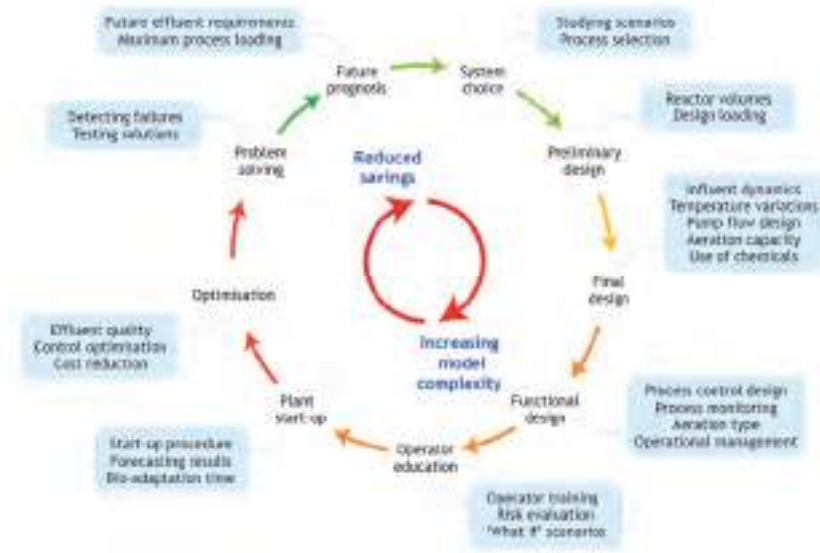 Future effluent requirements
Maximum process loading
Studying scenarios
Process selection
Future
prognosis
System
choice
Detecting failures
Testing solutions
Reactor volumes
Design loading
Problem
solving
Reduced
savings
Preliminary
design
Influent dynamics
Temperature variations
Pump flow design
Aeration capacity
Use of chemicals
Optimisation
Final
design
Effluent quality
Control optimisation
Cost reduction
Increasing
model
complexity
Plant
start-up
Functional
design
Process control design
Process monitoring
Aeration type
Operational management
Start-up procedure
Forecasting results
Bio-adaptation time
Operator
education
Operator training
Risk evaluation
'What if' scenarios